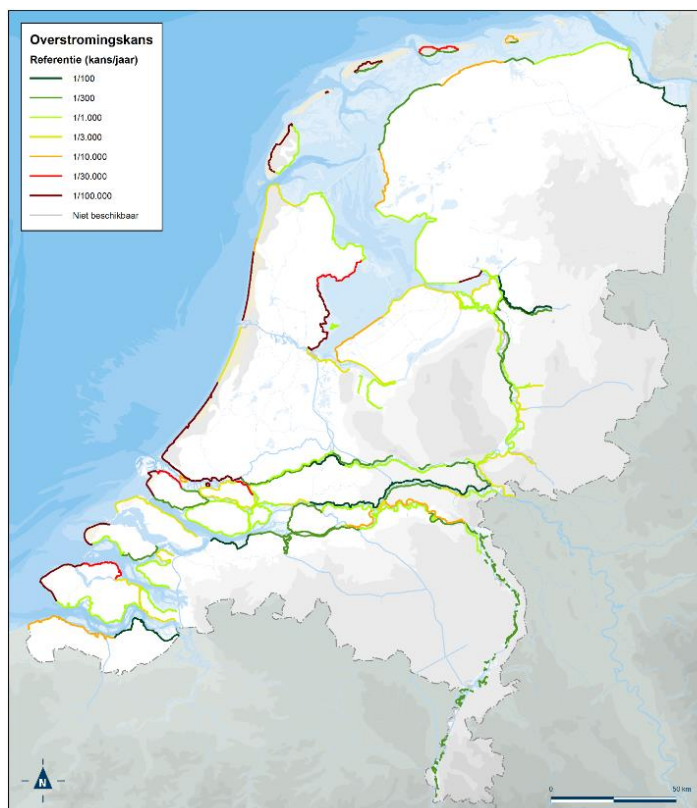 Overstromingskans
Referentie (kans/jaar)
1/100
1/300
1/1.000
1/3.000
1/10.000
1/30.000
1/100.000
Niet beschikbaar
N
0 50 km